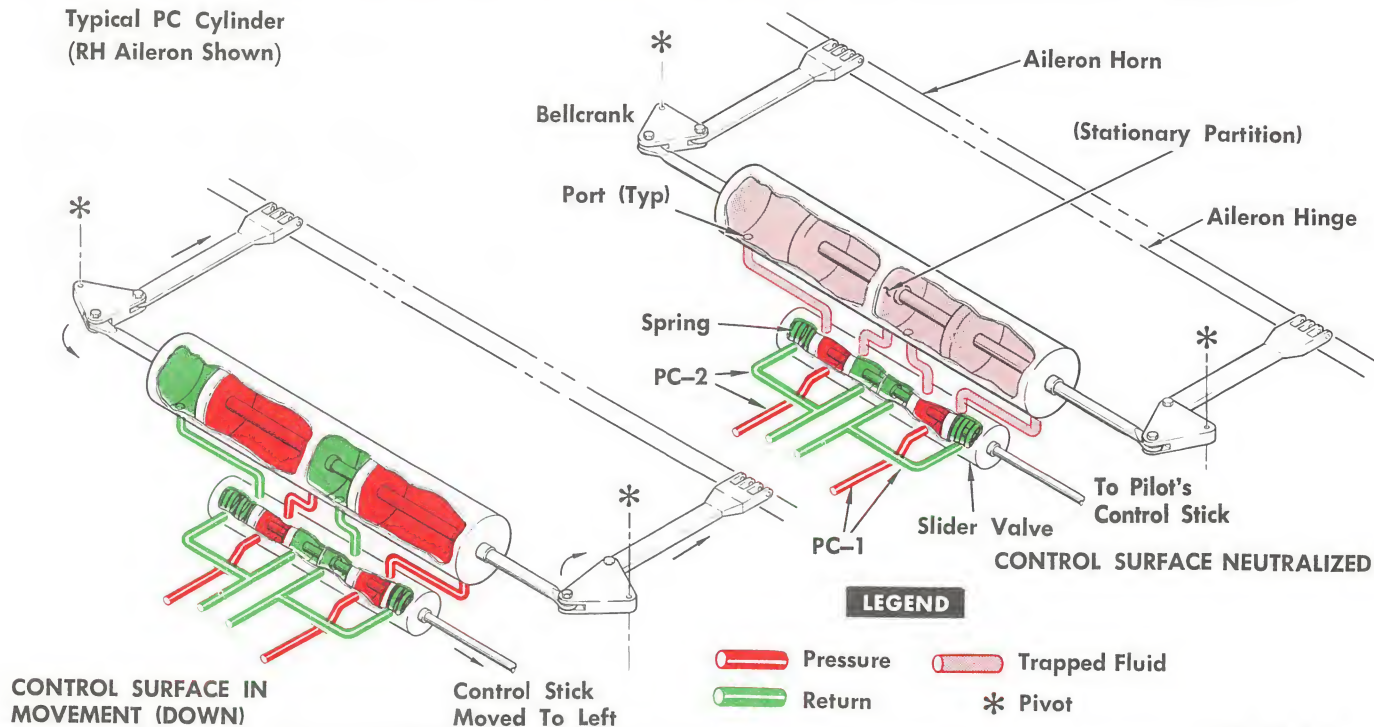 Typical PC Cylinder
(RH Aileron Shown)
*
Aileron Horn
Bellcrank
(Stationary Partition)
Port (Typ)
*
Aileron Hinge
Spring
*
PC–2
*
To Pilot's
Control Stick
Slider Valve
PC–1
CONTROL SURFACE NEUTRALIZED
LEGEND
Pressure
Trapped Fluid
Return
* Pivot
CONTROL SURFACE IN
MOVEMENT (DOWN)
Control Stick
Moved To Left